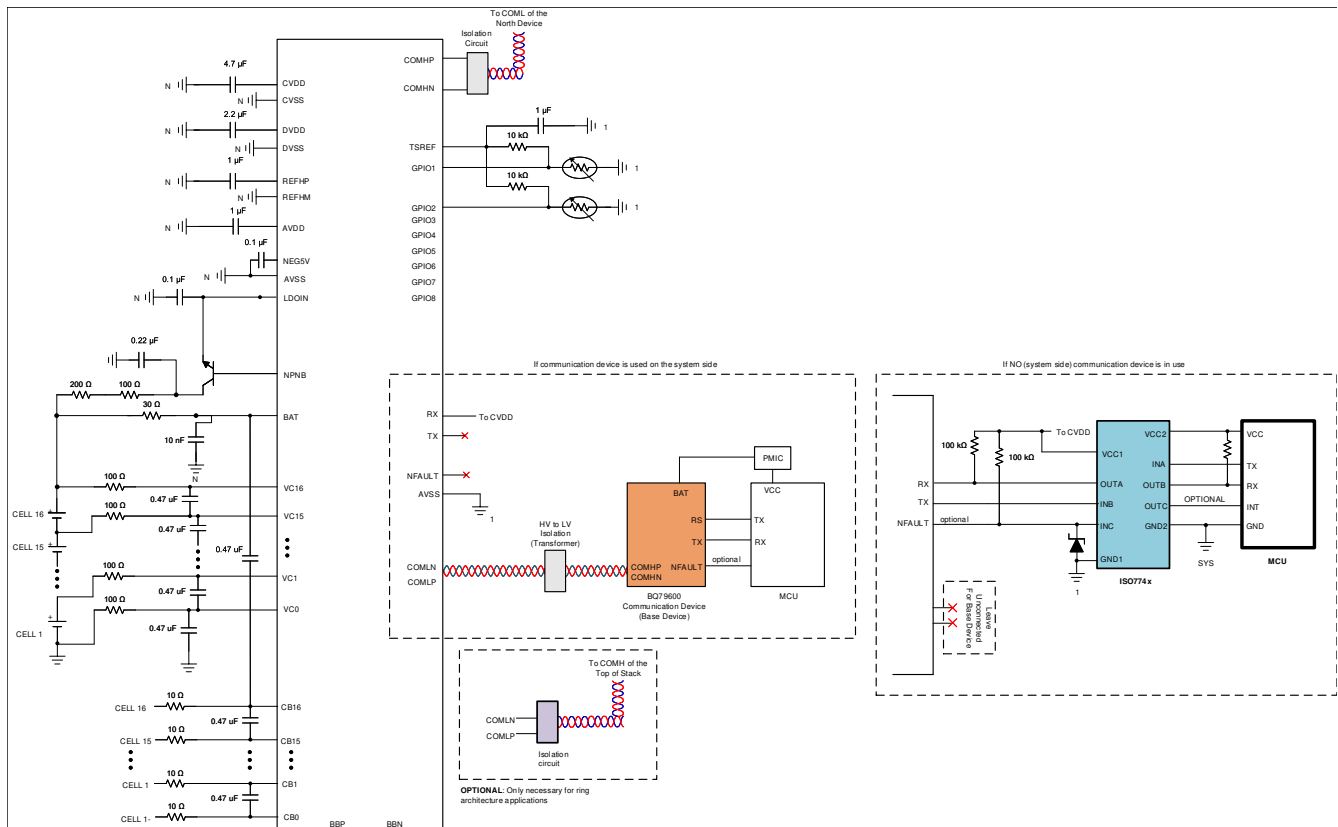 To COML of the
North Device
Isolation
Circuit
COMHP
COMHN
4.7 µF
N
CVDD
N
CVSS
2.2 µF
N
DVDD
N
DVSS
1 µF
N
REFHP
N
REFHM
1 µF
N
AVDD
0.1 µF
NEG5V
N
AVSS
0.1 µF
N
LDOIN
1 µF
1
10 kΩ
TSREF
GPIO1
1
10 kΩ
GPIO2
1
GPIO3
GPIO4
GPIO5
GPIO6
GPIO7
GPIO8
0.22 µF
NPNB
200 Ω
100 Ω
30 Ω
BAT
10 nF
N
100 Ω
VC16
0.47 uF
CELL 16
+
100 Ω
VC15
0.47 uF
CELL 15
+
0.47 uF
100 Ω
VC1
0.47 uF
100 Ω
VC0
+
CELL 1
0.47 uF
CELL 16
10 Ω
CB16
0.47 uF
CELL 15
10 Ω
CB15
CELL 1
10 Ω
CB1
0.47 uF
CELL 1-
10 Ω
CB0
BBP
BBN
If communication device is used on the system side
RX
To CVDD
TX
NFAULT
AVSS
1
HV to LV
Isolation
(Transformer)
COMLN
COMLP
PMIC
BAT
VCC
RS
TX
TX
RX
COMHP
COMHN
NFAULT
optional
BQ79600
Communication Device
(Base Device)
MCU
To COMH of the
Top of Stack
COMLN
COMLP
Isolation
circuit
OPTIONAL: Only necessary for ring
architecture applications
If NO (system side) communication device is in use
To CVDD
100 kΩ
100 kΩ
RX
TX
NFAULT
optional
VCC2
VCC1
OUTA
INA
INB
OUTB
OUTC
INC
GND2
GND1
ISO774x
1
OPTIONAL
SYS
VCC
TX
RX
INT
GND
MCU
Leave
Unconnected
For Base Device